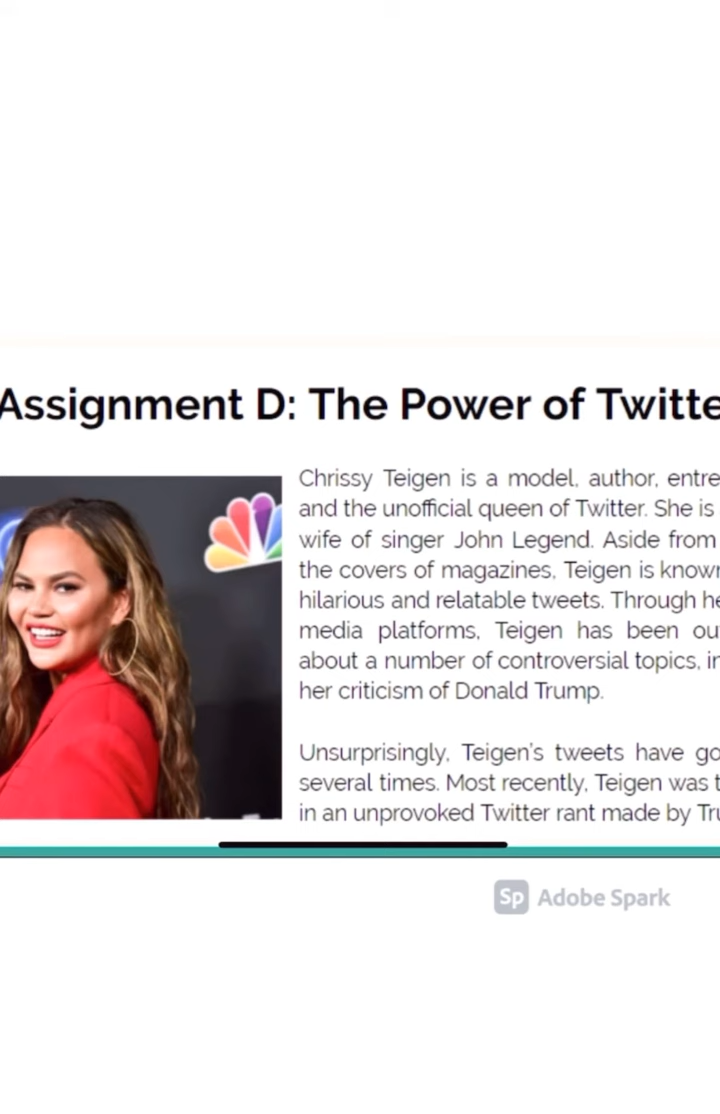 Assignment D: The Power of Twitte
Chrissy Teigen is a model, author, entre
and the unofficial queen of Twitter. She is
wife of singer John Legend. Aside from
the covers of magazines, Teigen is known
hilarious and relatable tweets. Through he
media platforms, Teigen has been ou
about a number of controversial topics, in
her criticism of Donald Trump.
Unsurprisingly, Teigen's tweets have go
several times. Most recently, Teigen was t
in an unprovoked Twitter rant made by Tru
Sp Adobe Spark